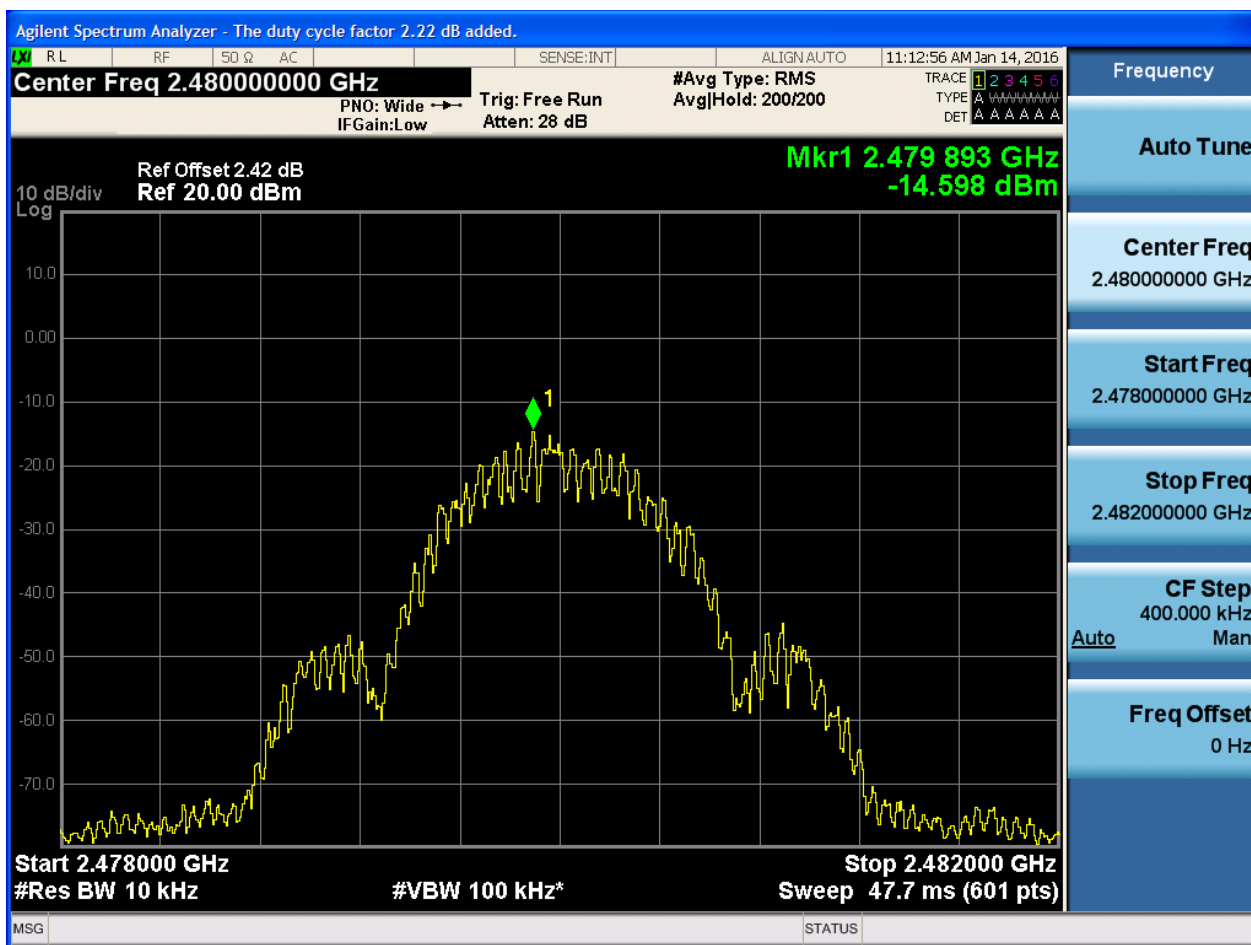 Agilent Spectrum Analyzer - The duty cycle factor 2.22 dB added.
LXI RL RF 50 Ω AC SENSE:INT ALIGN AUTO 11:12:56 AM Jan 14, 2016
Center Freq 2.480000000 GHz
PNO: Wide
IFGain:Low
Trig: Free Run
Atten: 28 dB
#Avg Type: RMS
Avg|Hold: 200/200
TRACE 1 2 3 4 5 6
TYPE A WWWWWW
DET A A A A A A
Mkr1 2.479 893 GHz
-14.598 dBm
Ref Offset 2.42 dB
10 dB/div Ref 20.00 dBm
Log
10.0
0.00
-10.0
-20.0
-30.0
-40.0
-50.0
-60.0
-70.0
1
Start 2.478000 GHz Stop 2.482000 GHz
#Res BW 10 kHz #VBW 100 kHz* Sweep 47.7 ms (601 pts)
MSG STATUS
Frequency
Auto Tune
Center Freq
2.480000000 GHz
Start Freq
2.478000000 GHz
Stop Freq
2.482000000 GHz
CF Step
400.000 kHz
Auto Man
Freq Offset
0 Hz